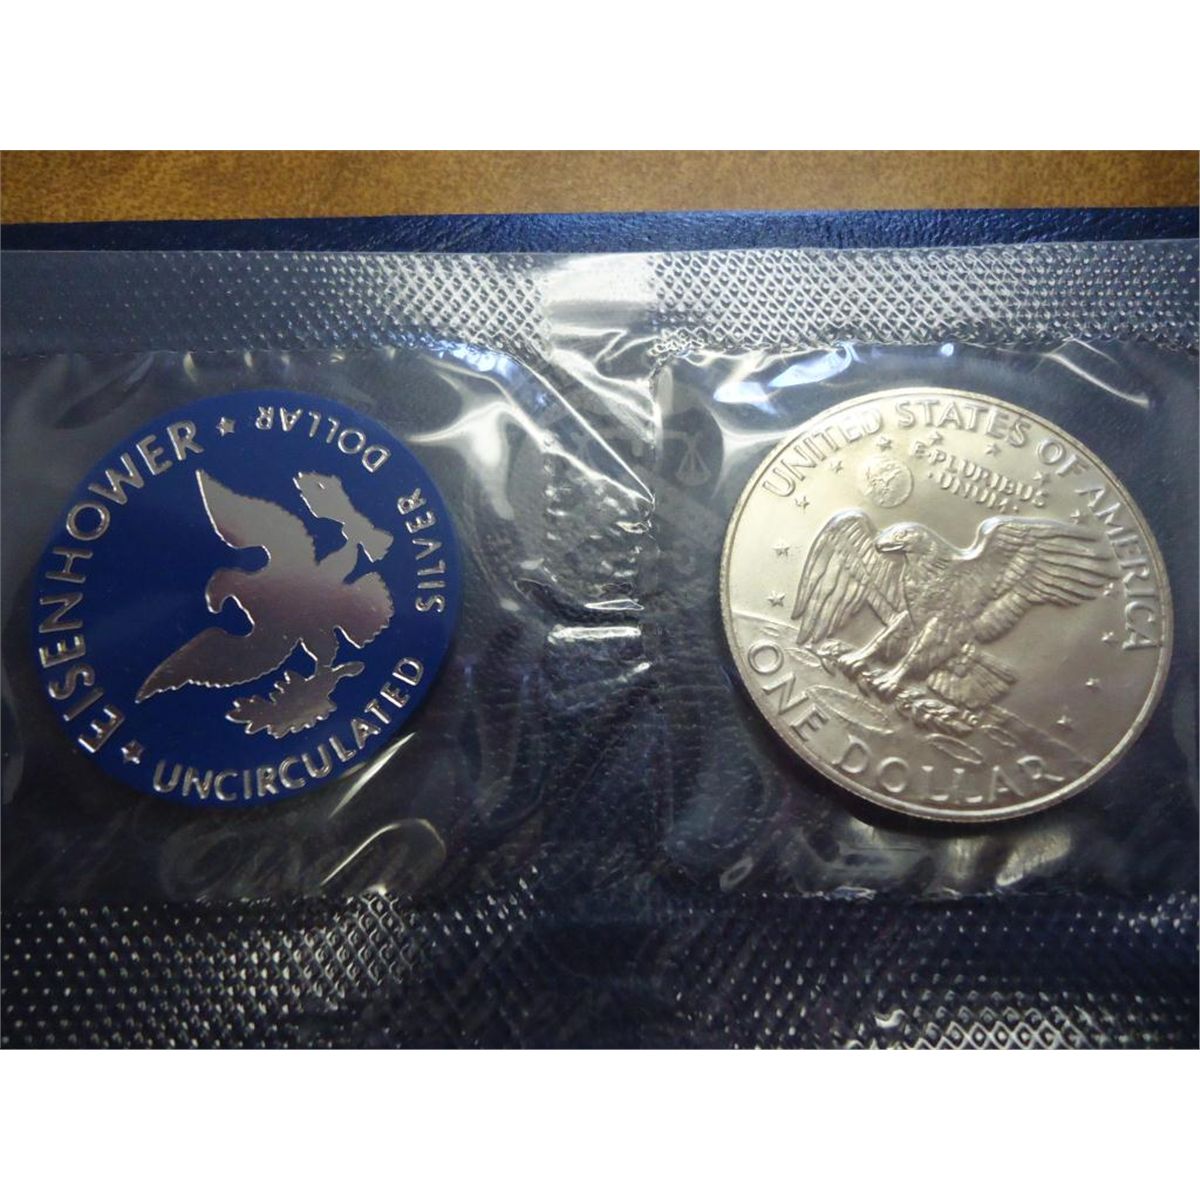 ★ EISENHOWER ★
DOLLAR
SILVER
UNCIRCULATED
UNITED STATES OF AMERICA
E·PLURIBUS
·UNUM·
ONE DOLLAR